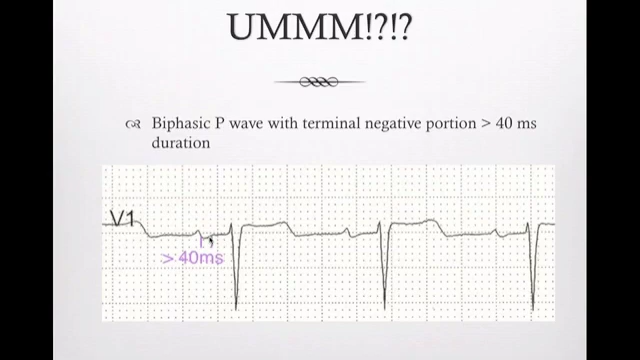 UMMM!?!?
Biphasic P wave with terminal negative portion > 40 ms
duration
V1
> 40ms